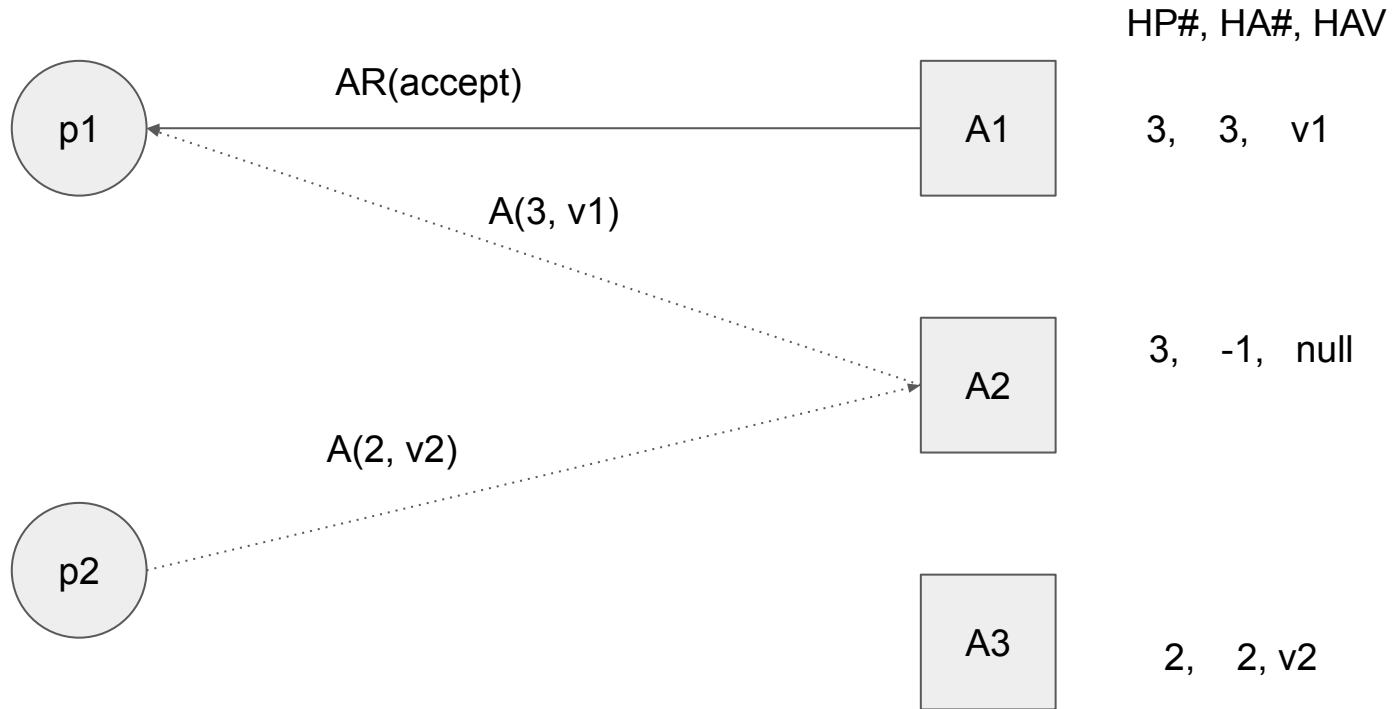 HP#, HA#, HAV
AR(accept)
p1
A1
3, 3, v1
A(3, v1)
3, -1, null
A2
A(2, v2)
p2
A3
2, 2, v2